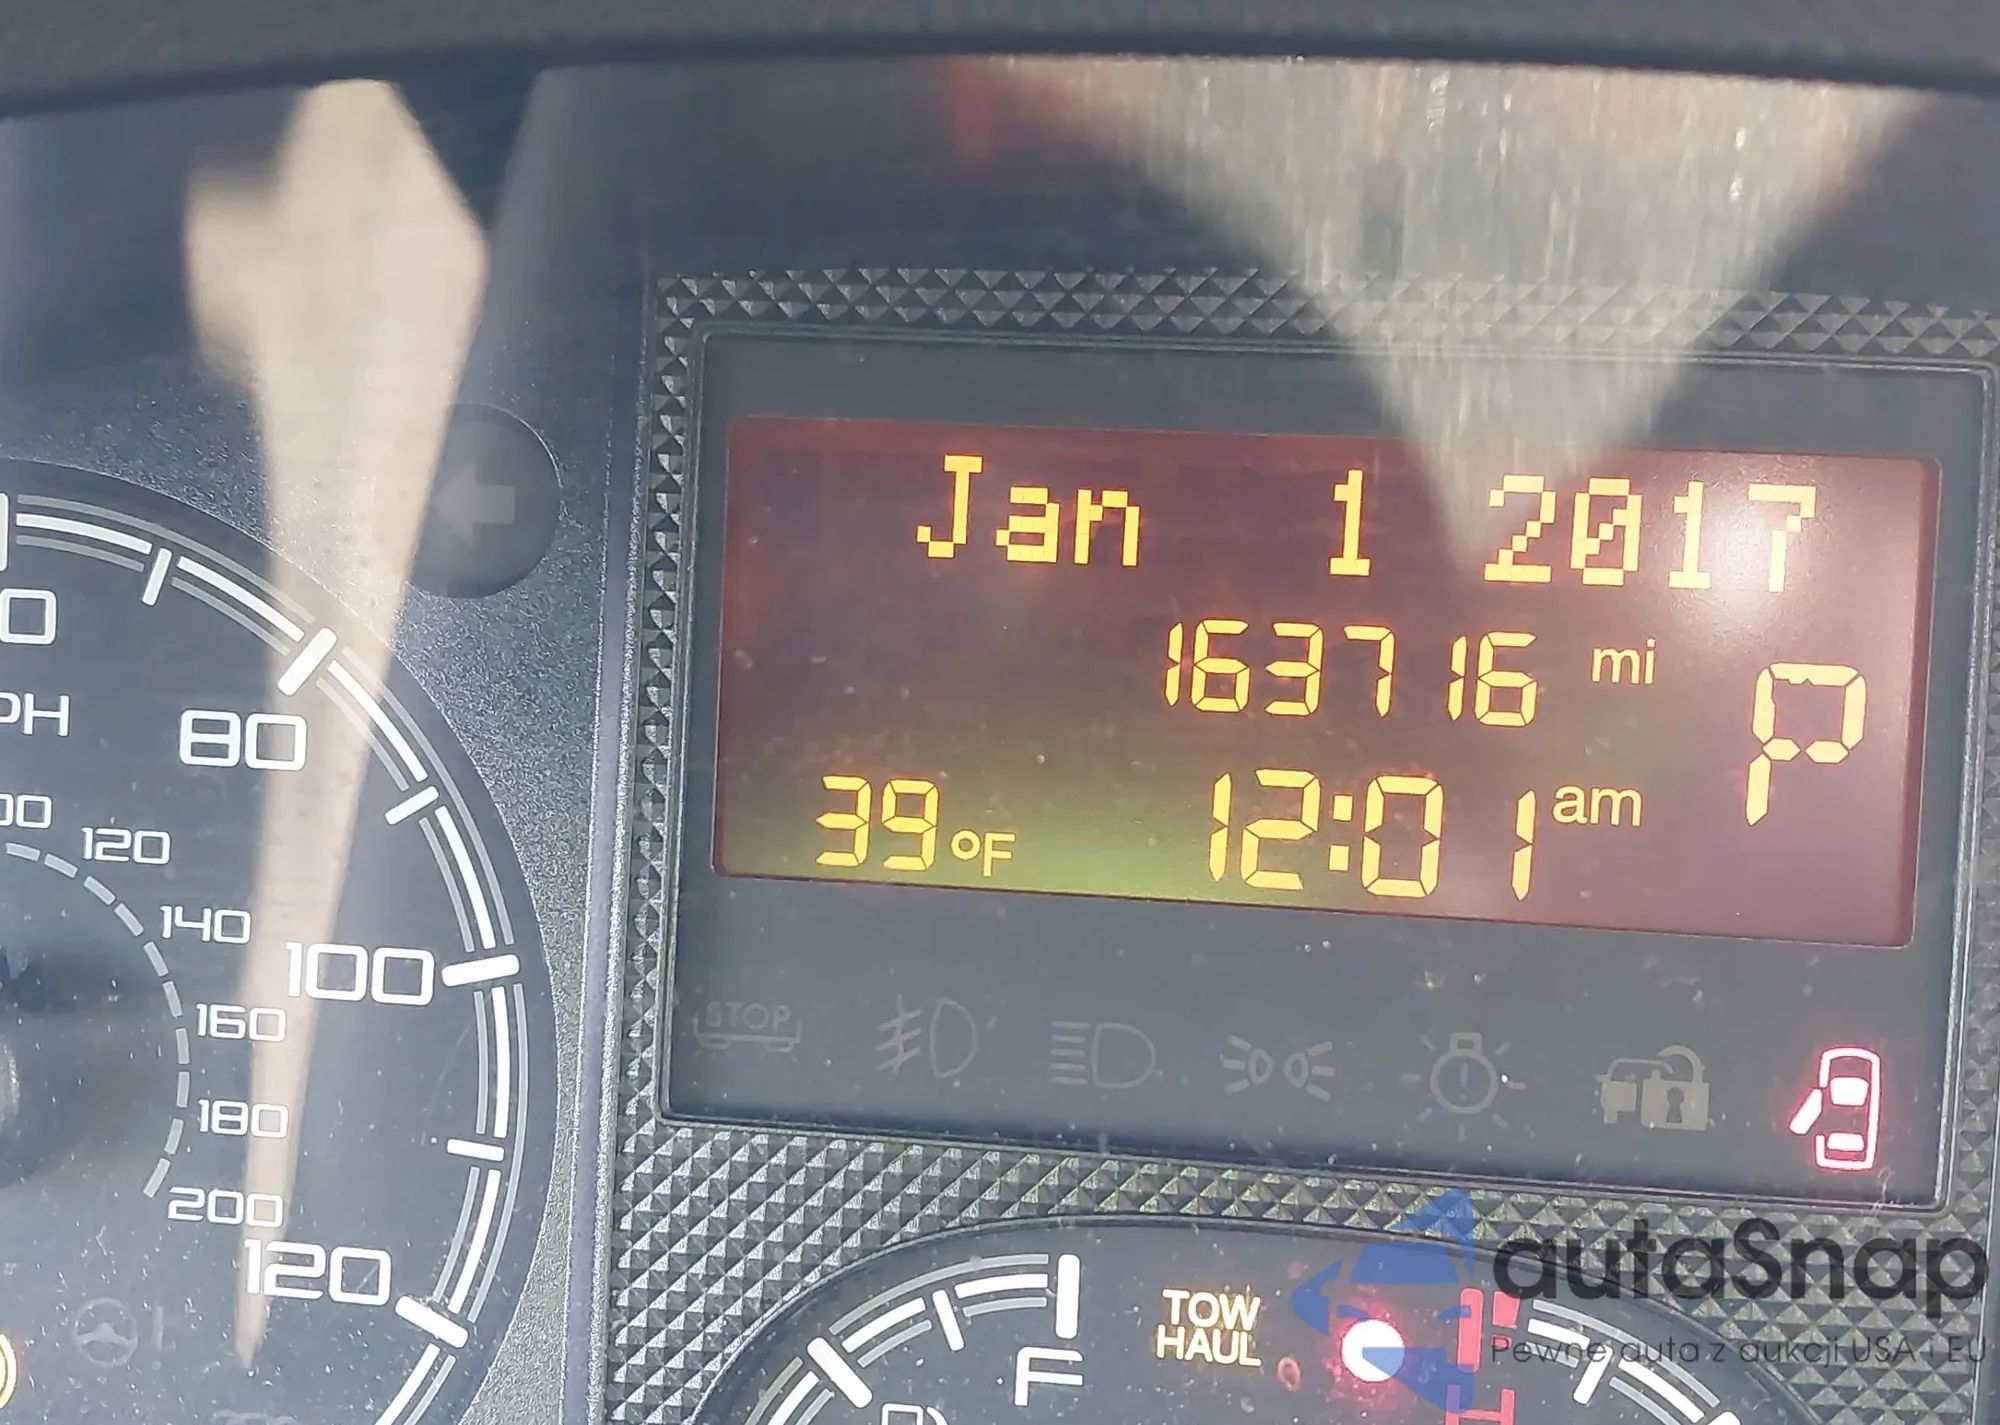 Jan 1 2017
163716 mi
P
39 °F 12:01 am
MPH
80
100
120
120
140
160
180
200
STOP
TOW
HAUL
F
H
autaSnap
Pewne auta z aukcji USA i EU